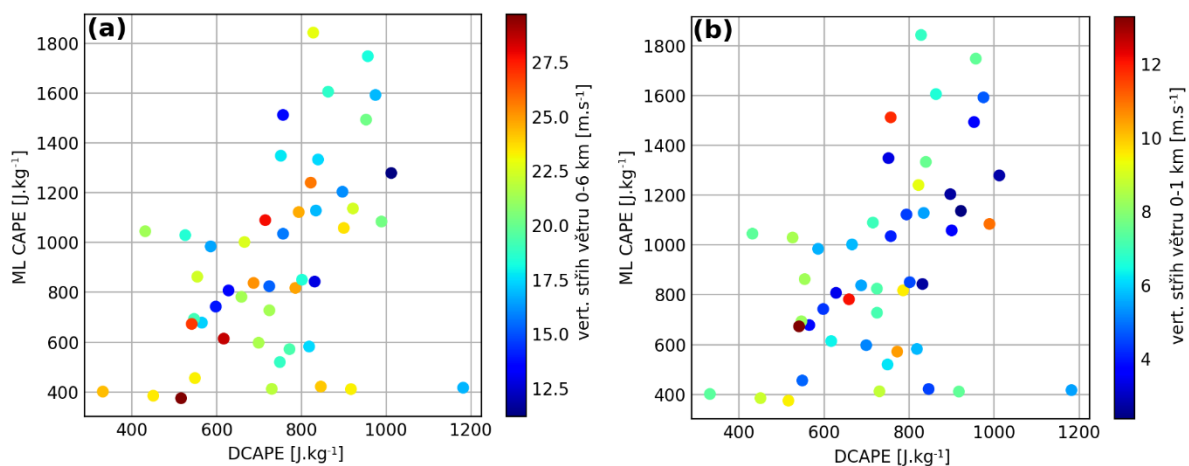 (a)
1800
1600
1400
1200
1000
800
600
400
ML CAPE [J.kg⁻¹]
400 600 800 1000 1200
DCAPE [J.kg⁻¹]
27.5
25.0
22.5
20.0
17.5
15.0
12.5
vert. střih větru 0-6 km [m.s⁻¹]
(b)
1800
1600
1400
1200
1000
800
600
400
ML CAPE [J.kg⁻¹]
400 600 800 1000 1200
DCAPE [J.kg⁻¹]
12
10
8
6
4
vert. střih větru 0-1 km [m.s⁻¹]